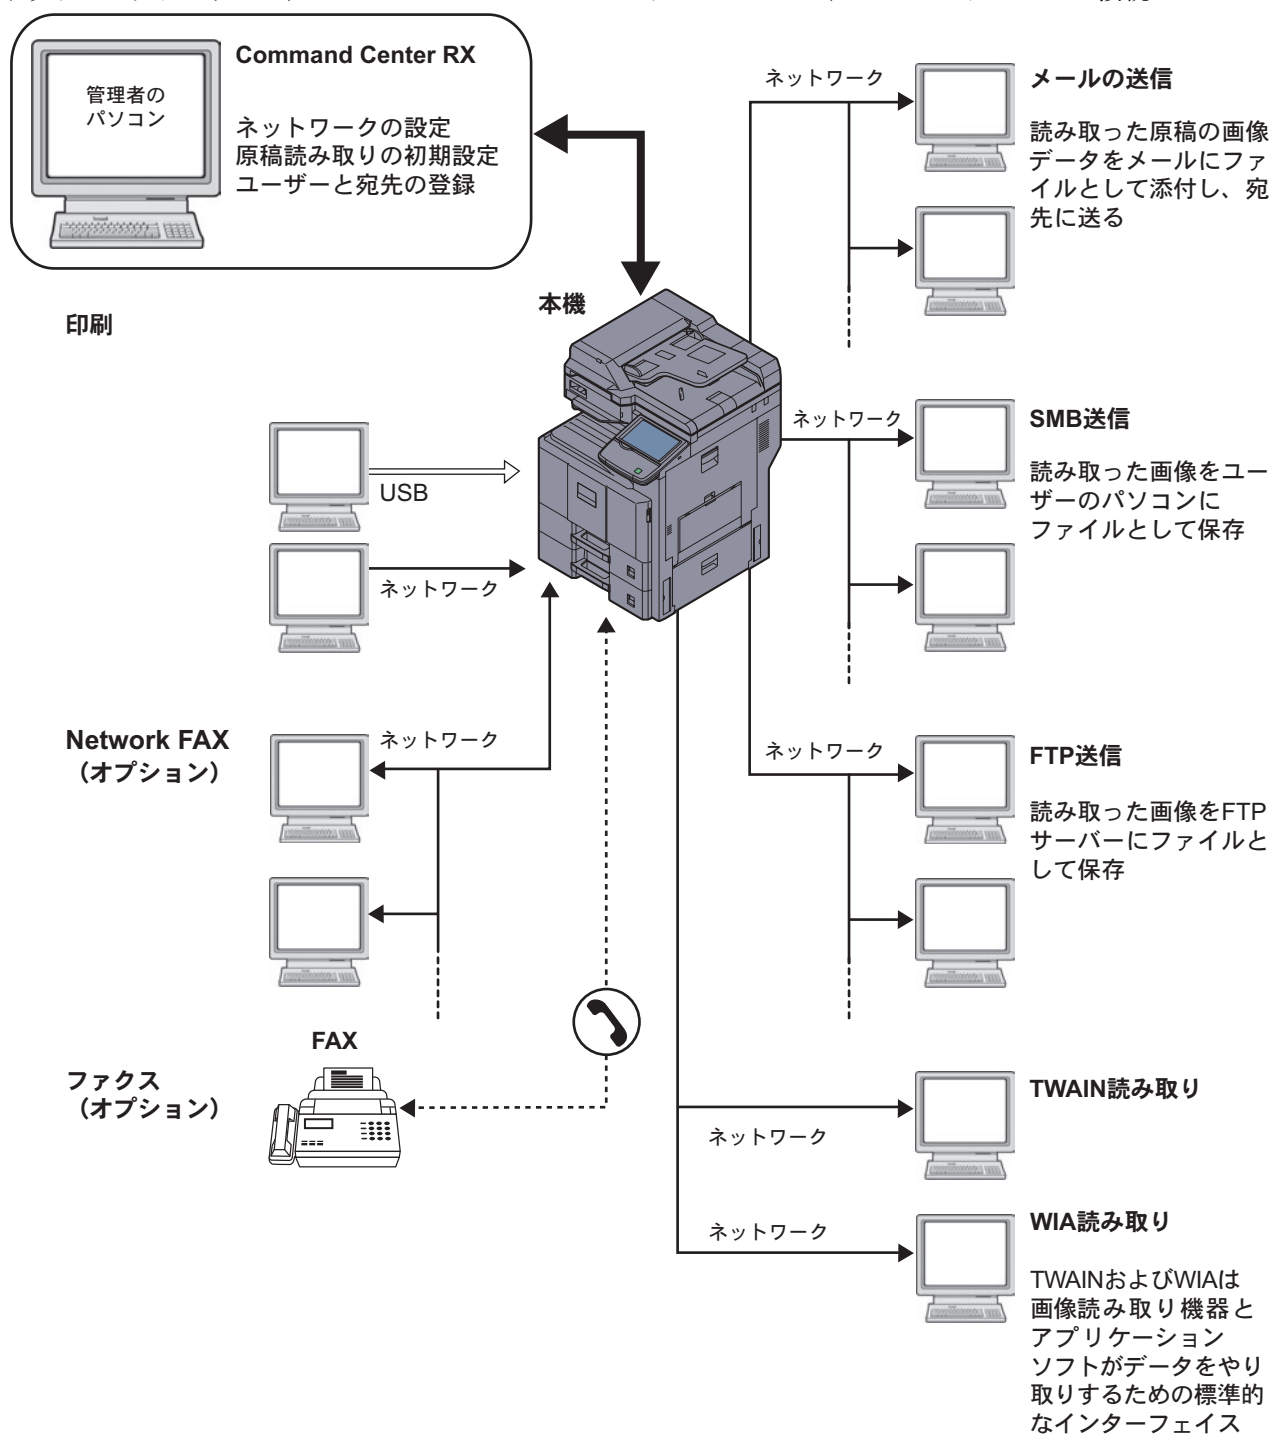 Command Center RX
管理者の
パソコン
ネットワークの設定
原稿読み取りの初期設定
ユーザーと宛先の登録
ネットワーク
メールの送信
読み取った原稿の画像
データをメールにファ
イルとして添付し、宛
先に送る
本機
印刷
USB
ネットワーク
ネットワーク
SMB送信
読み取った画像をユー
ザーのパソコンに
ファイルとして保存
Network FAX
（オプション）
ネットワーク
ネットワーク
FTP送信
読み取った画像をFTP
サーバーにファイルと
して保存
FAX
ファクス
（オプション）
ネットワーク
TWAIN読み取り
ネットワーク
WIA読み取り
TWAINおよびWIAは
画像読み取り機器と
アプリケーション
ソフトがデータをやり
取りするための標準的
なインターフェイス